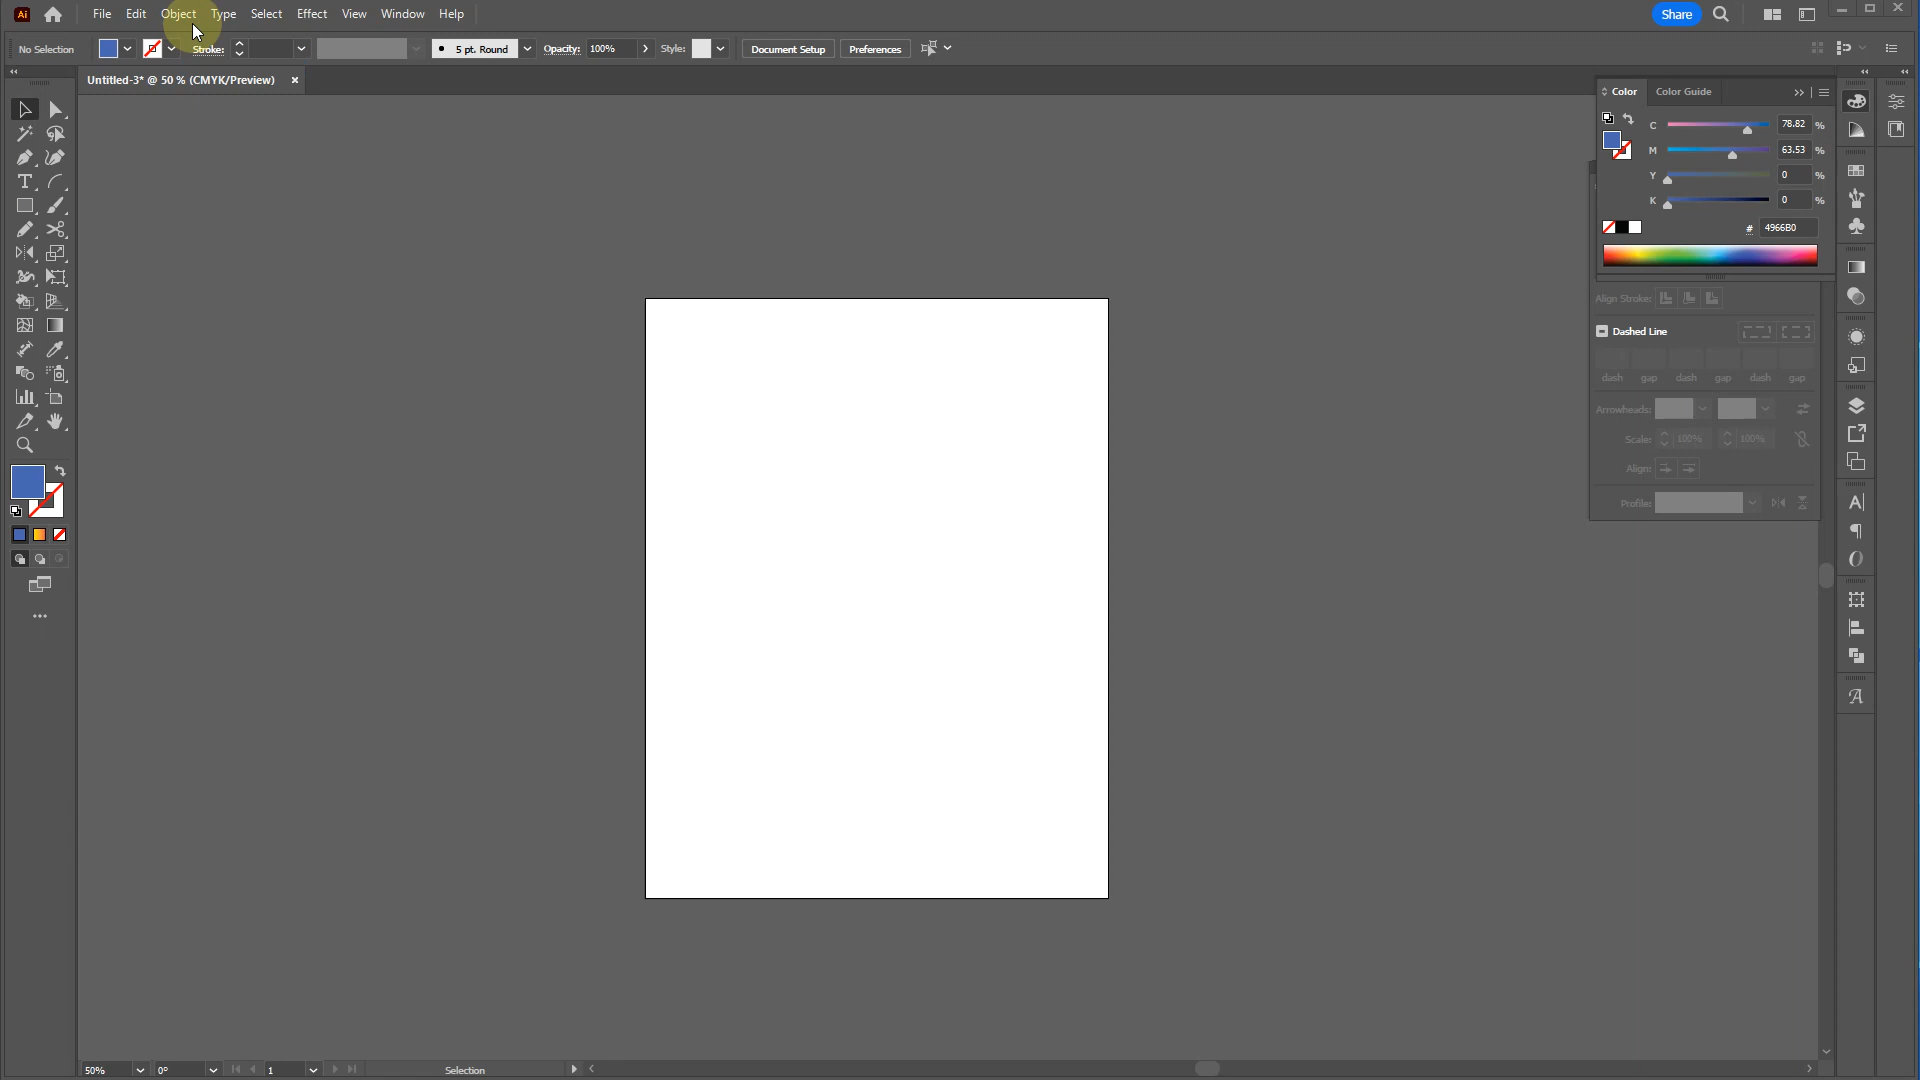 Ai File Edit Object Type Select Effect View Window Help Share
No Selection Stroke: 5 pt. Round Opacity: 100% Style: Document Setup Preferences
Untitled-3* @ 50 % (CMYK/Preview) ×
Color Color Guide
C 78.82 %
M 63.53 %
Y 0 %
K 0 %
# 4966B0
Align Stroke:
Dashed Line
dash gap dash gap dash gap
Arrowheads:
Scale: 100% 100%
Align:
Profile:
50% 0° 1 Selection